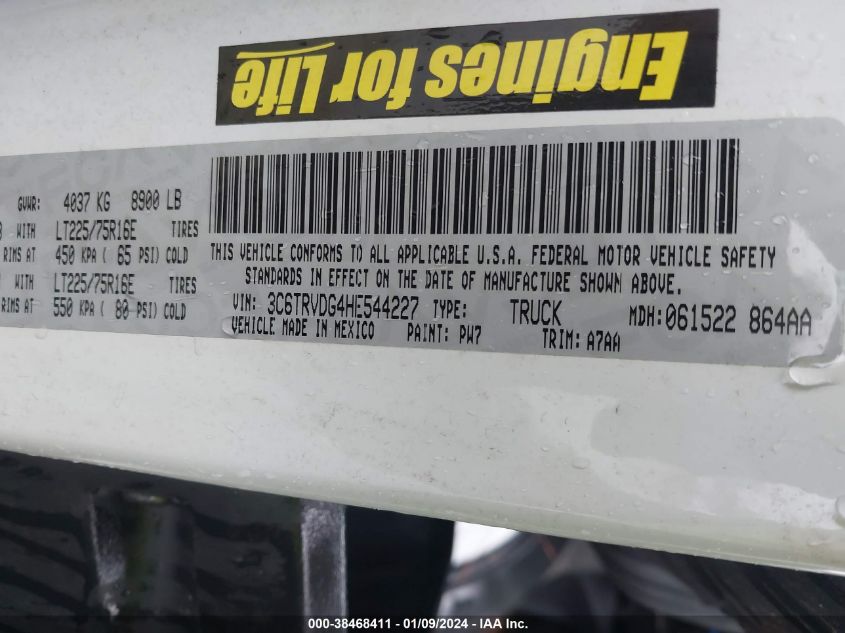 Engines for Life
GVWR: 4037 KG 8900 LB
WITH LT225/75R16E TIRES
RIMS AT 450 KPA ( 65 PSI) COLD
WITH LT225/75R16E TIRES
RIMS AT 550 KPA ( 80 PSI) COLD
THIS VEHICLE CONFORMS TO ALL APPLICABLE U.S.A. FEDERAL MOTOR VEHICLE SAFETY
STANDARDS IN EFFECT ON THE DATE OF MANUFACTURE SHOWN ABOVE.
VIN: 3C6TRVDG4HE544227 TYPE: TRUCK MDH: 061522 864AA
VEHICLE MADE IN MEXICO PAINT: PW7 TRIM: A7AA
000-38468411 - 01/09/2024 - IAA Inc.